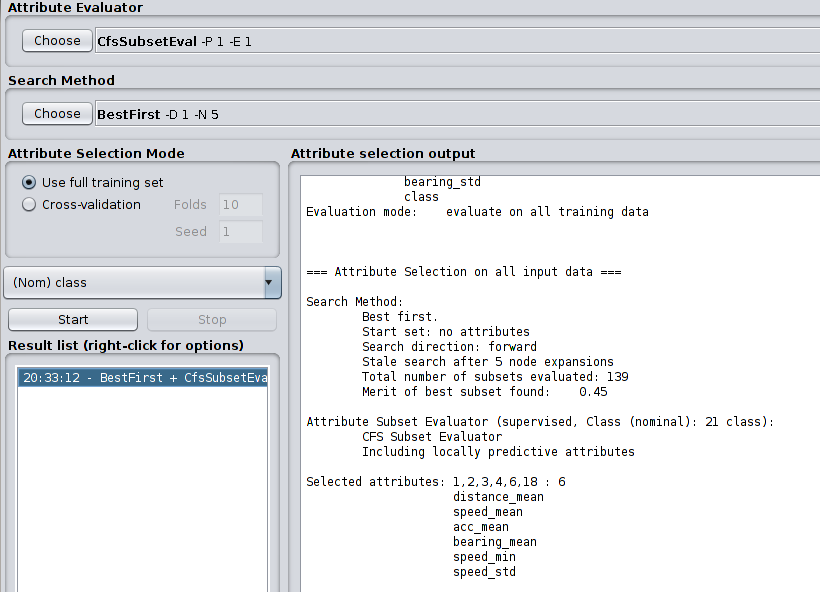 Attribute Evaluator
Choose CfsSubsetEval -P 1 -E 1
Search Method
Choose BestFirst -D 1 -N 5
Attribute Selection Mode
Use full training set
Cross-validation Folds 10
Seed 1
(Nom) class
Start Stop
Result list (right-click for options)
20:33:12 - BestFirst + CfsSubsetEva
Attribute selection output
bearing_std
class
Evaluation mode: evaluate on all training data
=== Attribute Selection on all input data ===
Search Method:
Best first.
Start set: no attributes
Search direction: forward
Stale search after 5 node expansions
Total number of subsets evaluated: 139
Merit of best subset found: 0.45
Attribute Subset Evaluator (supervised, Class (nominal): 21 class):
CFS Subset Evaluator
Including locally predictive attributes
Selected attributes: 1,2,3,4,6,18 : 6
distance_mean
speed_mean
acc_mean
bearing_mean
speed_min
speed_std